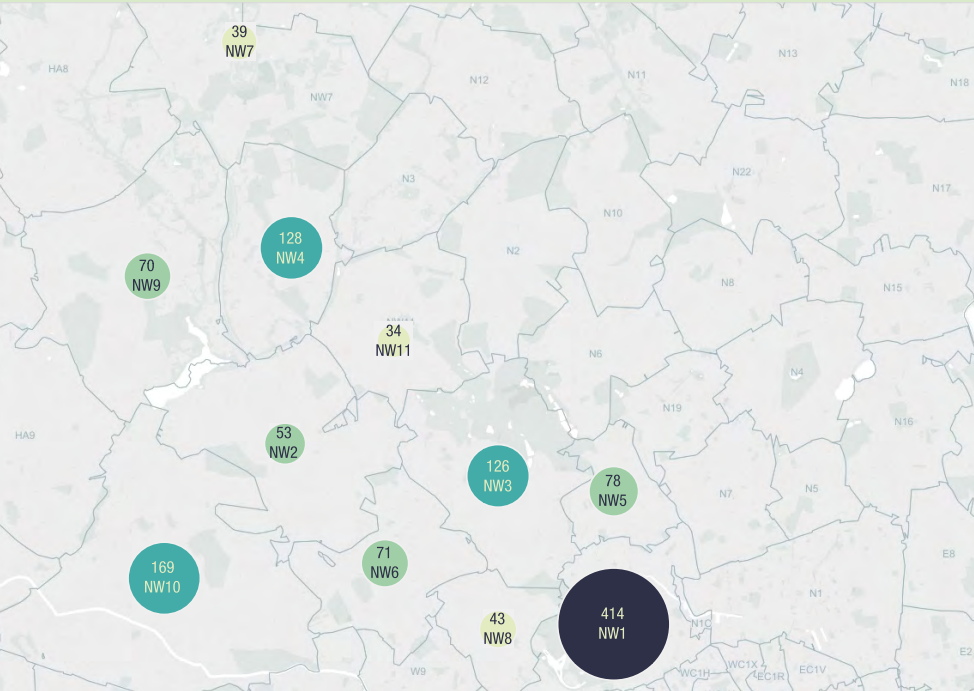 39
NW7
N13
HA8
N12
N11
N18
NW7
N22
N3
N17
N10
128
NW4
N2
70
NW9
N8
N15
34
NW11
N6
N4
N19
N16
HA9
53
NW2
126
NW3
78
NW5
N7
N5
E8
71
NW6
169
NW10
N1
414
NW1
43
NW8
N1C
E2
W9
WC1H
WC1X
EC1R
EC1V